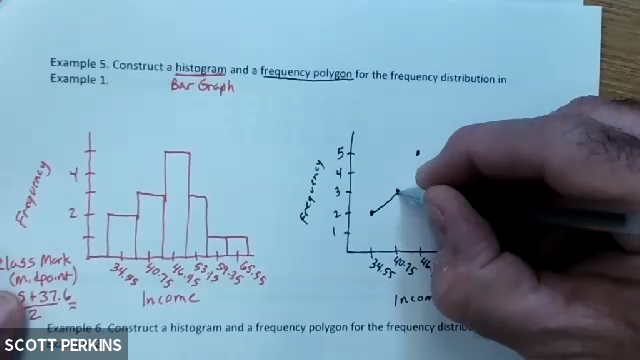 Example 5. Construct a histogram and a frequency polygon for the frequency distribution in
Example 1.
Bar Graph
Frequency
4
2
34.55
40.75
46.95
53.15
59.35
65.55
Income
Class Mark
(midpoint)
5+37.6
2
=
Frequency
5
4
3
2
1
34.55
40.75
46.
Incom
Example 6. Construct a histogram and a frequency polygon for the frequency distribu
SCOTT PERKINS